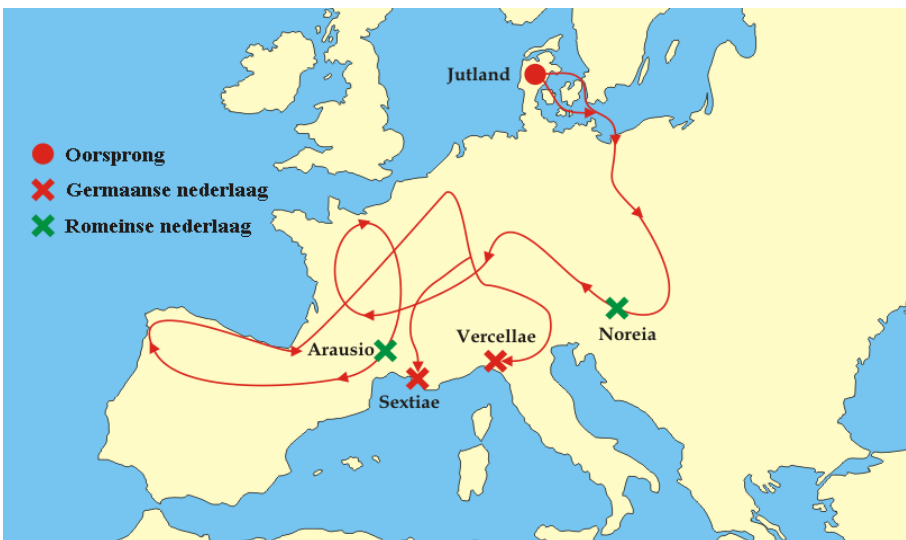 Jutland
Oorsprong
Germaanse nederlaag
Romeinse nederlaag
Vercellae
Noreia
Arausio
Sextiae